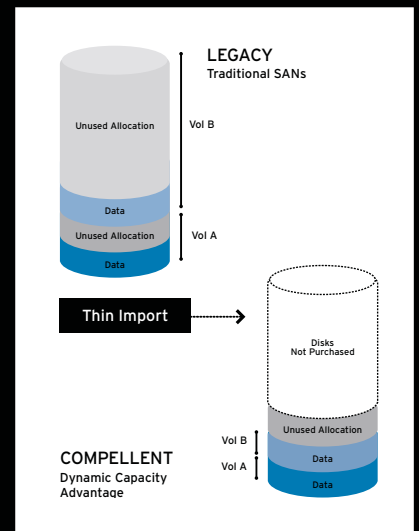 LEGACY
Traditional SANs
Unused Allocation
Vol B
Data
Unused Allocation
Vol A
Data
Thin Import
Disks
Not Purchased
Unused Allocation
Vol B
Data
Vol A
Data
COMPELLENT
Dynamic Capacity
Advantage